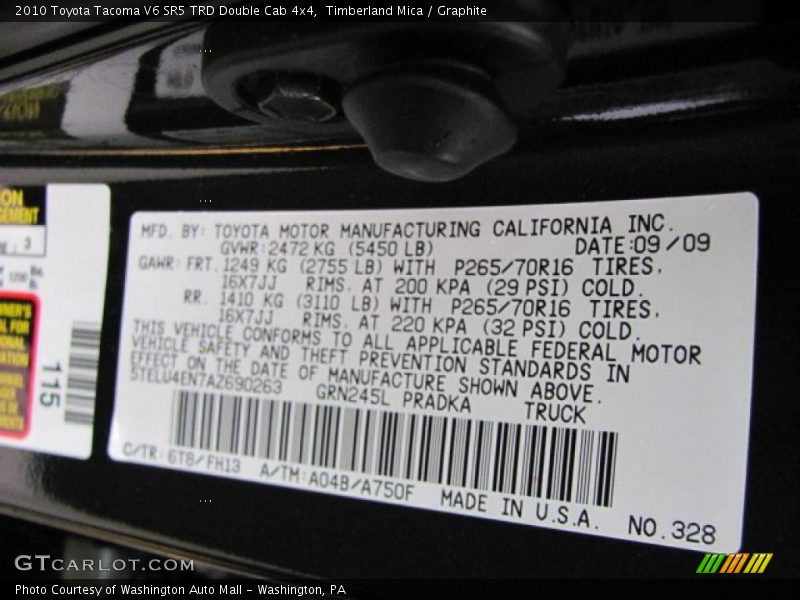 2010 Toyota Tacoma V6 SR5 TRD Double Cab 4x4, Timberland Mica / Graphite
MFD. BY: TOYOTA MOTOR MANUFACTURING CALIFORNIA INC.
GVWR: 2472 KG (5450 LB) DATE: 09/09
GAWR: FRT. 1249 KG (2755 LB) WITH P265/70R16 TIRES,
16X7JJ RIMS. AT 200 KPA (29 PSI) COLD.
RR. 1410 KG (3110 LB) WITH P265/70R16 TIRES,
16X7JJ RIMS. AT 220 KPA (32 PSI) COLD.
THIS VEHICLE CONFORMS TO ALL APPLICABLE FEDERAL MOTOR
VEHICLE SAFETY AND THEFT PREVENTION STANDARDS IN
EFFECT ON THE DATE OF MANUFACTURE SHOWN ABOVE.
5TELU4EN7AZ690263 GRN245L PRADKA TRUCK
C/TR: 6T8/FH13 A/TM: A04B/A750F MADE IN U.S.A. NO. 328
115
GTCARLOT.COM
Photo Courtesy of Washington Auto Mall - Washington, PA